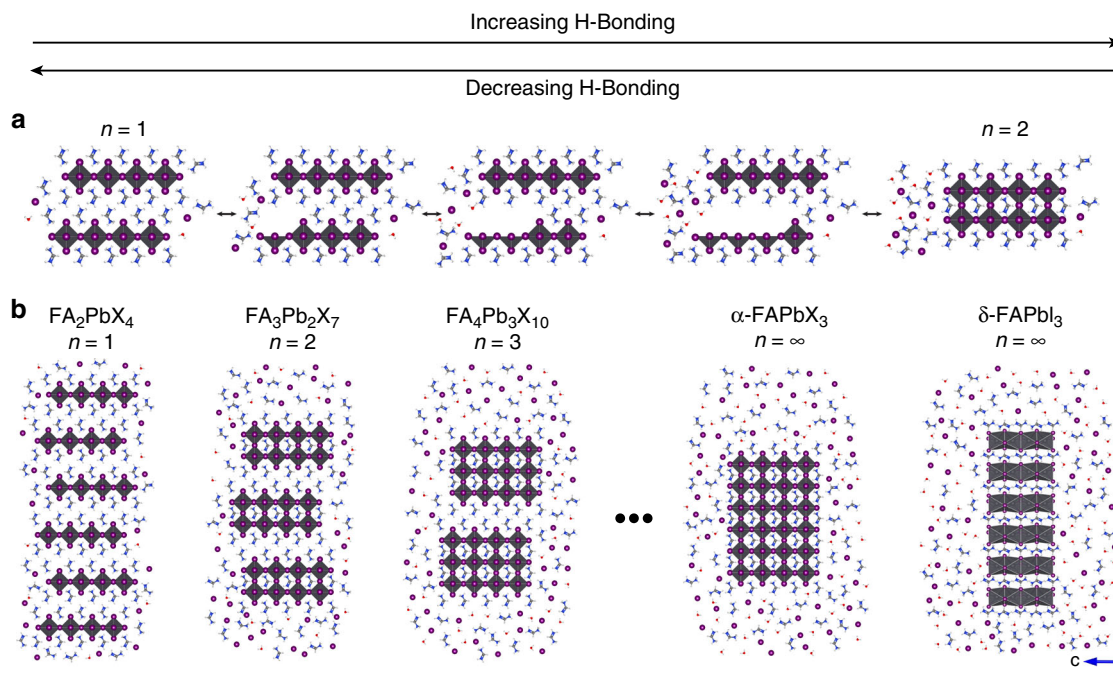 Increasing H-Bonding
Decreasing H-Bonding
a
n = 1
n = 2
b
FA₂PbX₄
n = 1
FA₃Pb₂X₇
n = 2
FA₄Pb₃X₁₀
n = 3
•••
α-FAPbX₃
n = ∞
δ-FAPbI₃
n = ∞
c